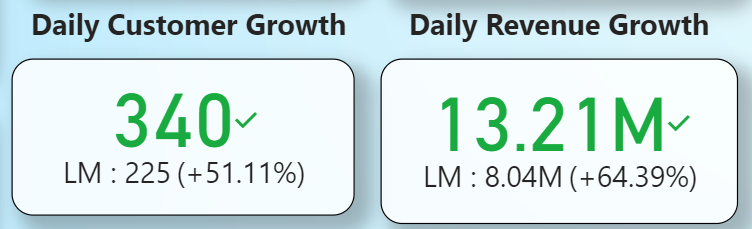 Daily Customer Growth
340
LM : 225 (+51.11%)
Daily Revenue Growth
13.21M
LM : 8.04M (+64.39%)